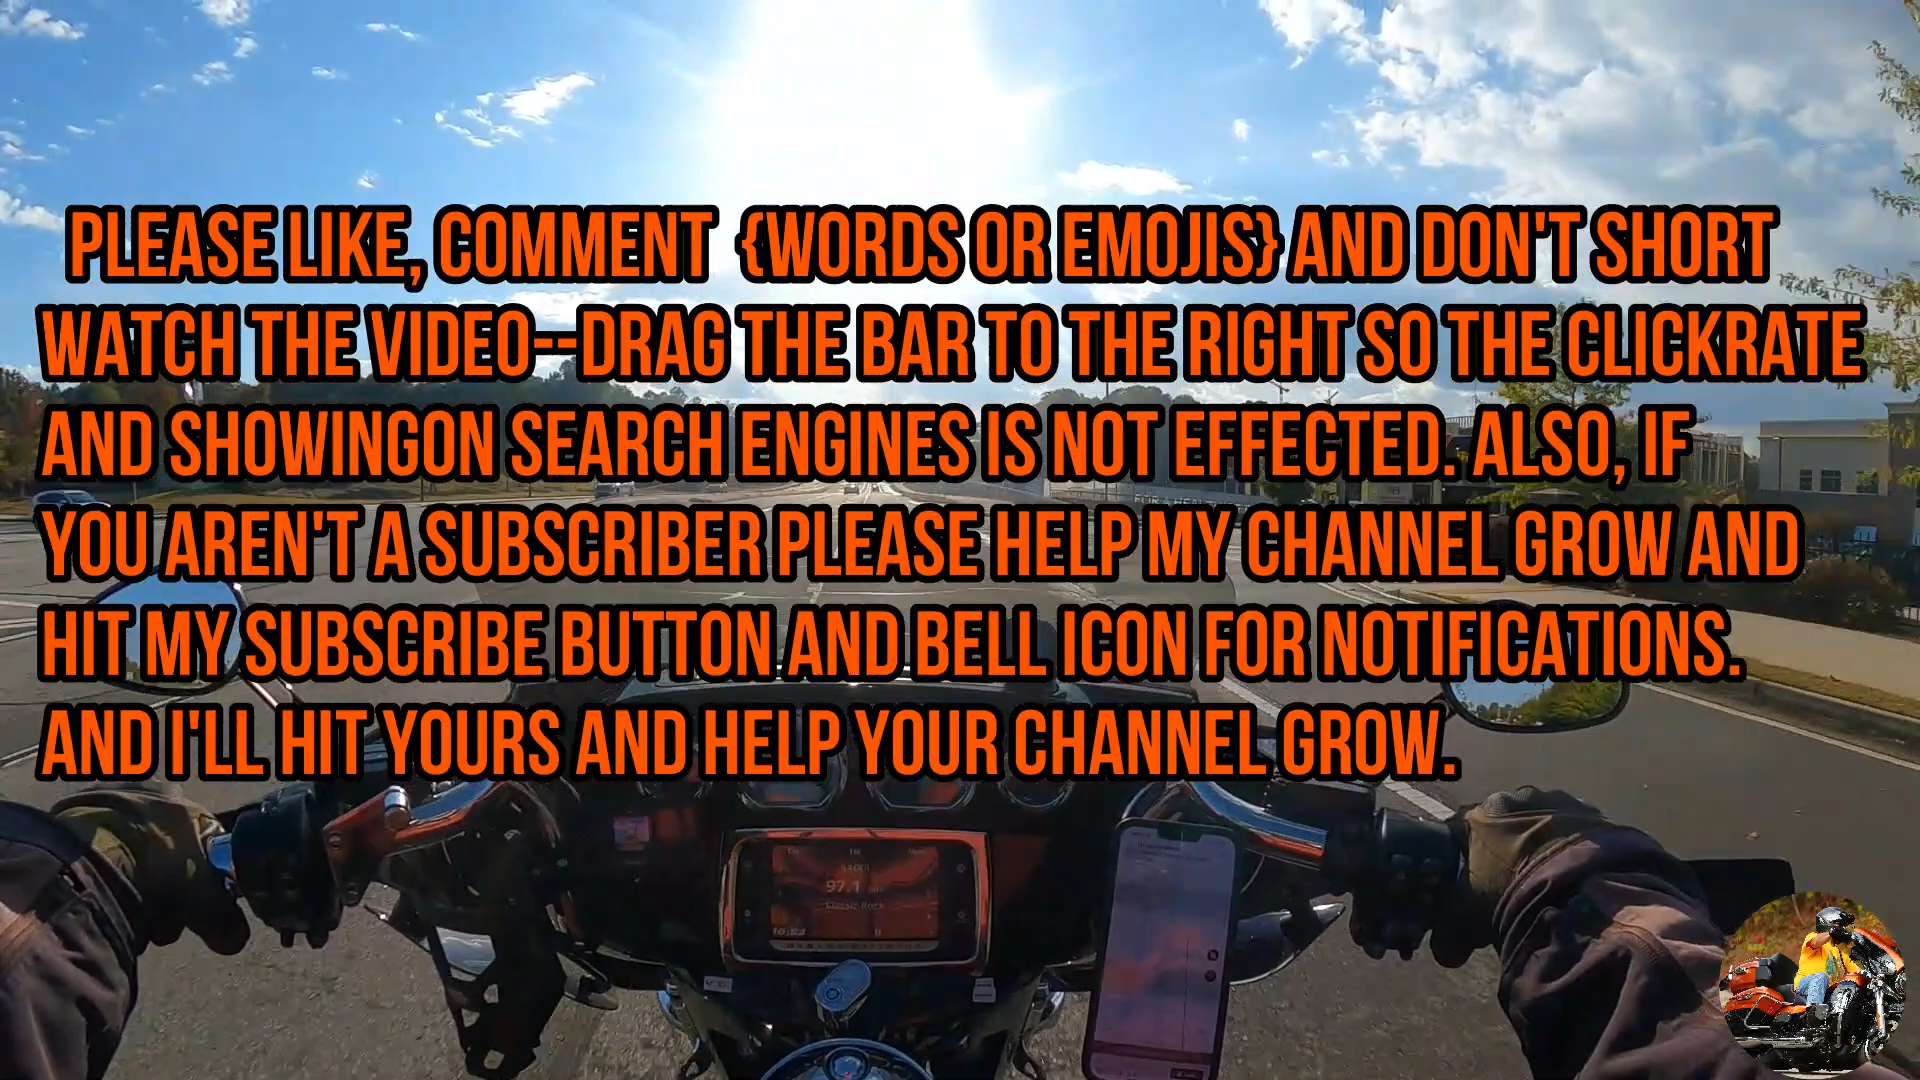 PLEASE LIKE, COMMENT {WORDS OR EMOJIS} AND DON'T SHORT
WATCH THE VIDEO--DRAG THE BAR TO THE RIGHT SO THE CLICKRATE
AND SHOWINGON SEARCH ENGINES IS NOT EFFECTED. ALSO, IF
YOU AREN'T A SUBSCRIBER PLEASE HELP MY CHANNEL GROW AND
HIT MY SUBSCRIBE BUTTON AND BELL ICON FOR NOTIFICATIONS.
AND I'LL HIT YOURS AND HELP YOUR CHANNEL GROW.
97.1
Classic Rock